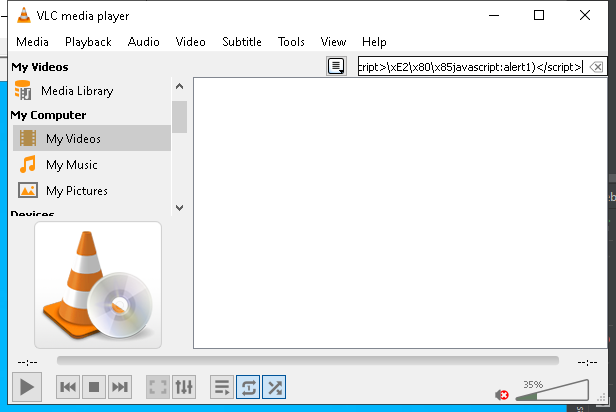 VLC media player
Media Playback Audio Video Subtitle Tools View Help
My Videos
cript>\xE2\x80\x85javascript:alert1)</script>
Media Library
My Computer
My Videos
My Music
My Pictures
Devices
--:--
--:--
35%